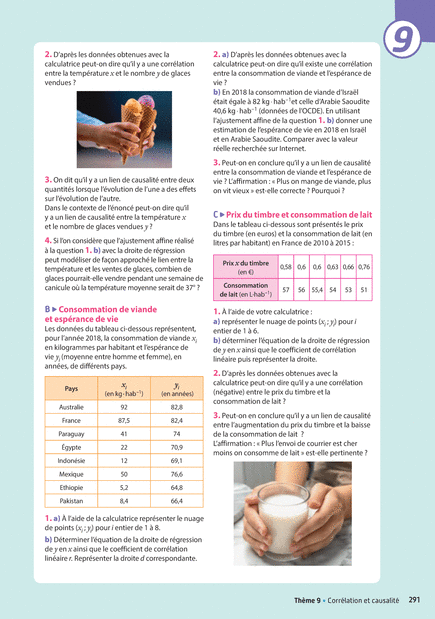 9
2. D'après les données obtenues avec la
calculatrice peut-on dire qu'il y a une corrélation
entre la température x et le nombre y de glaces
vendues ?
3. On dit qu'il y a un lien de causalité entre deux
quantités lorsque l'évolution de l'une a des effets
sur l'évolution de l'autre.
Dans le contexte de l'énoncé peut-on dire qu'il
y a un lien de causalité entre la température x
et le nombre de glaces vendues y ?
4. Si l'on considère que l'ajustement affine réalisé
à la question 1. b) avec la droite de régression
peut modéliser de façon approché le lien entre la
température et les ventes de glaces, combien de
glaces pourrait-elle vendre pendant une semaine de
canicule où la température moyenne serait de 37° ?
B ▶ Consommation de viande
et espérance de vie
Les données du tableau ci-dessous représentent,
pour l'année 2018, la consommation de viande xi
en kilogrammes par habitant et l'espérance de
vie yi (moyenne entre homme et femme), en
années, de différents pays.
Pays xi (en kg·hab⁻¹) yi (en années)
Australie 92 82,8
France 87,5 82,4
Paraguay 41 74
Égypte 22 70,9
Indonésie 12 69,1
Mexique 50 76,6
Ethiopie 5,2 64,8
Pakistan 8,4 66,4
1. a) À l'aide de la calculatrice représenter le nuage
de points (xi ; yi) pour i entier de 1 à 8.
b) Déterminer l'équation de la droite de régression
de y en x ainsi que le coefficient de corrélation
linéaire r. Représenter la droite d correspondante.
2. a) D'après les données obtenues avec la
calculatrice peut-on dire qu'il existe une corrélation
entre la consommation de viande et l'espérance de
vie ?
b) En 2018 la consommation de viande d'Israël
était égale à 82 kg·hab⁻¹et celle d'Arabie Saoudite
40,6 kg·hab⁻¹ (données de l'OCDE). En utilisant
l'ajustement affine de la question 1. b) donner une
estimation de l'espérance de vie en 2018 en Israël
et en Arabie Saoudite. Comparer avec la valeur
réelle recherchée sur Internet.
3. Peut-on en conclure qu'il y a un lien de causalité
entre la consommation de viande et l'espérance de
vie ? L'affirmation : « Plus on mange de viande, plus
on vit vieux » est-elle correcte ? Pourquoi ?
C ▶ Prix du timbre et consommation de lait
Dans le tableau ci-dessous sont présentés le prix
du timbre (en euros) et la consommation de lait (en
litres par habitant) en France de 2010 à 2015 :
Prix x du timbre (en €) 0,58 0,6 0,6 0,63 0,66 0,76
Consommation de lait (en L·hab⁻¹) 57 56 55,4 54 53 51
1. À l'aide de votre calculatrice :
a) représenter le nuage de points (xi ; yi) pour i
entier de 1 à 6.
b) déterminer l'équation de la droite de régression
de y en x ainsi que le coefficient de corrélation
linéaire puis représenter la droite.
2. D'après les données obtenues avec la
calculatrice peut-on dire qu'il y a une corrélation
(négative) entre le prix du timbre et la
consommation de lait ?
3. Peut-on en conclure qu'il y a un lien de causalité
entre l'augmentation du prix du timbre et la baisse
de la consommation de lait ?
L'affirmation : « Plus l'envoi de courrier est cher
moins on consomme de lait » est-elle pertinente ?
Thème 9 • Corrélation et causalité 291